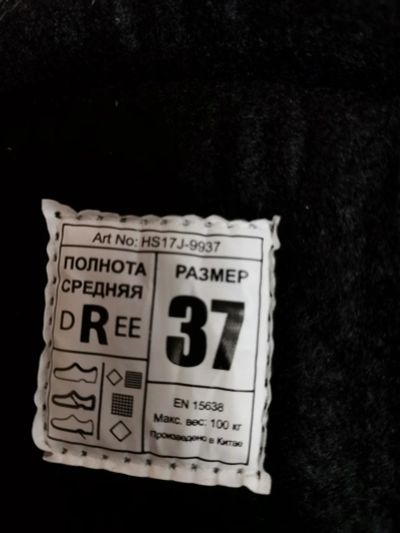 Art No: HS17J-9937
ПОЛНОТА
СРЕДНЯЯ
D R EE
РАЗМЕР
37
EN 15638
Макс. вес: 100 кг
Произведено в Китае